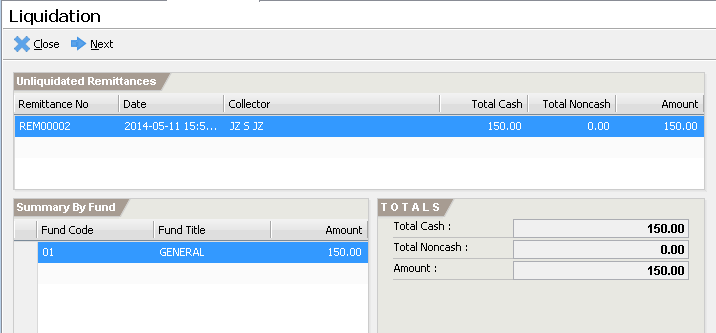 Liquidation
Close Next
Unliquidated Remittances
Remittance No Date Collector Total Cash Total Noncash Amount
REM00002 2014-05-11 15:5... JZ S JZ 150.00 0.00 150.00
Summary By Fund
Fund Code Fund Title Amount
01 GENERAL 150.00
T O T A L S
Total Cash : 150.00
Total Noncash : 0.00
Amount : 150.00